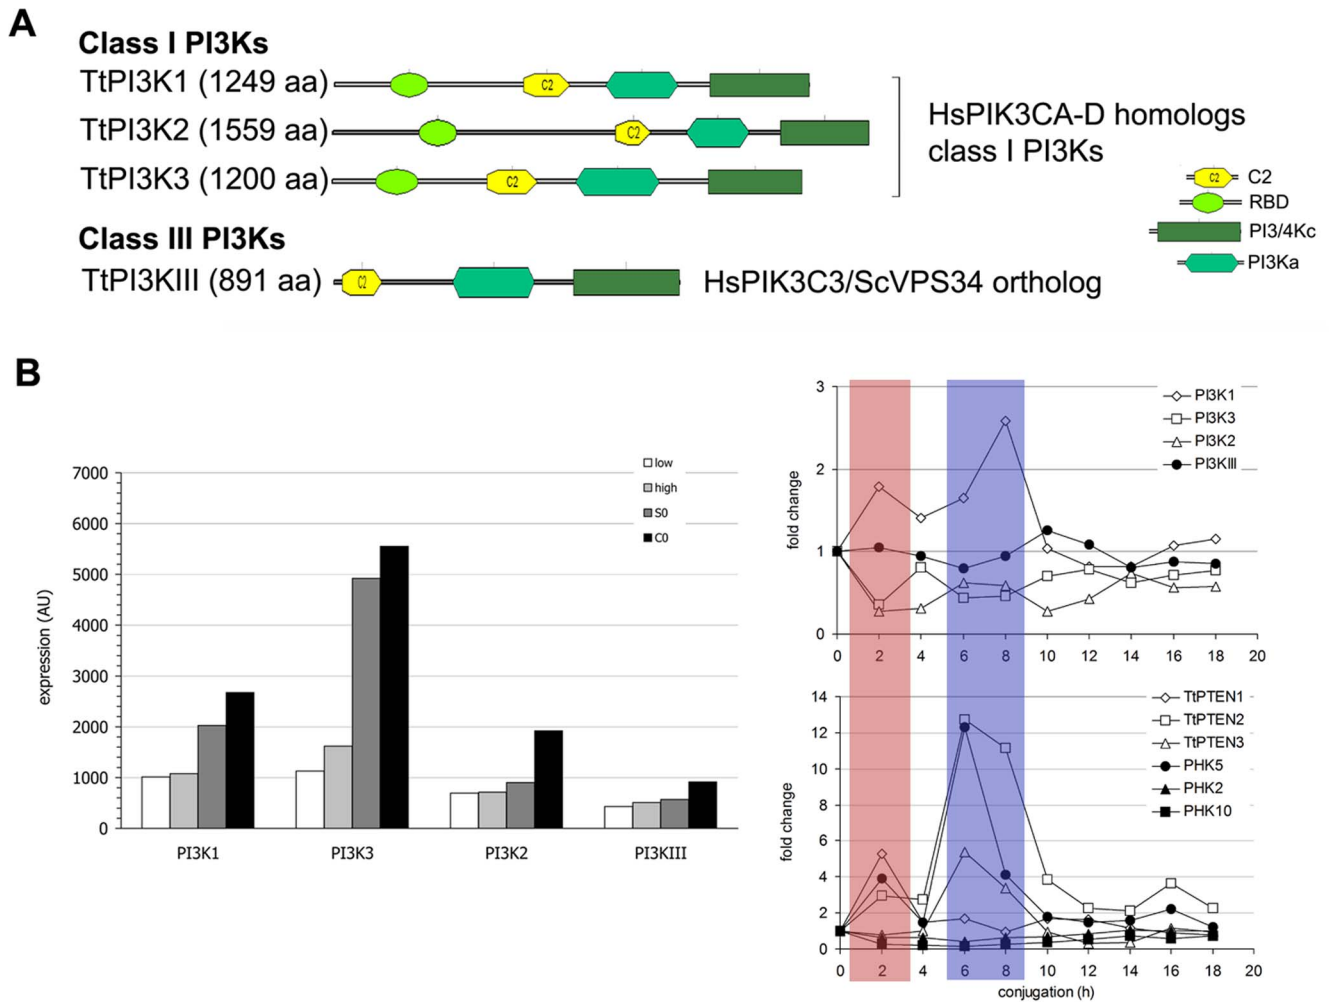 A
Class I PI3Ks
TtPI3K1 (1249 aa)
C2
TtPI3K2 (1559 aa)
C2
TtPI3K3 (1200 aa)
C2
HsPIK3CA-D homologs
class I PI3Ks
C2 C2
RBD
PI3/4Kc
PI3Ka
Class III PI3Ks
TtPI3KIII (891 aa)
C2
HsPIK3C3/ScVPS34 ortholog
B
expression (AU)
7000
6000
5000
4000
3000
2000
1000
0
low
high
S0
C0
PI3K1 PI3K3 PI3K2 PI3KIII
fold change
3
2
1
0
PI3K1
PI3K3
PI3K2
PI3KIII
0 2 4 6 8 10 12 14 16 18 20
fold change
14
12
10
8
6
4
2
0
TtPTEN1
TtPTEN2
TtPTEN3
PHK5
PHK2
PHK10
0 2 4 6 8 10 12 14 16 18 20
conjugation (h)